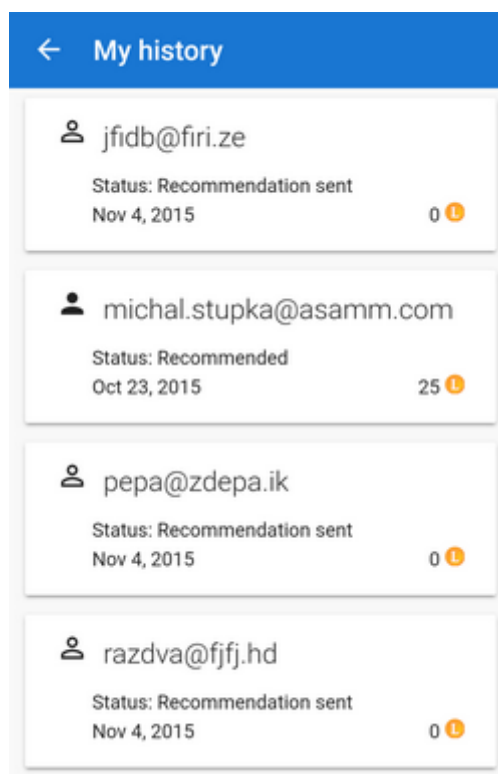 My history
jfidb@firi.ze
Status: Recommendation sent
Nov 4, 2015 0 L
michal.stupka@asamm.com
Status: Recommended
Oct 23, 2015 25 L
pepa@zdepa.ik
Status: Recommendation sent
Nov 4, 2015 0 L
razdva@fjfj.hd
Status: Recommendation sent
Nov 4, 2015 0 L